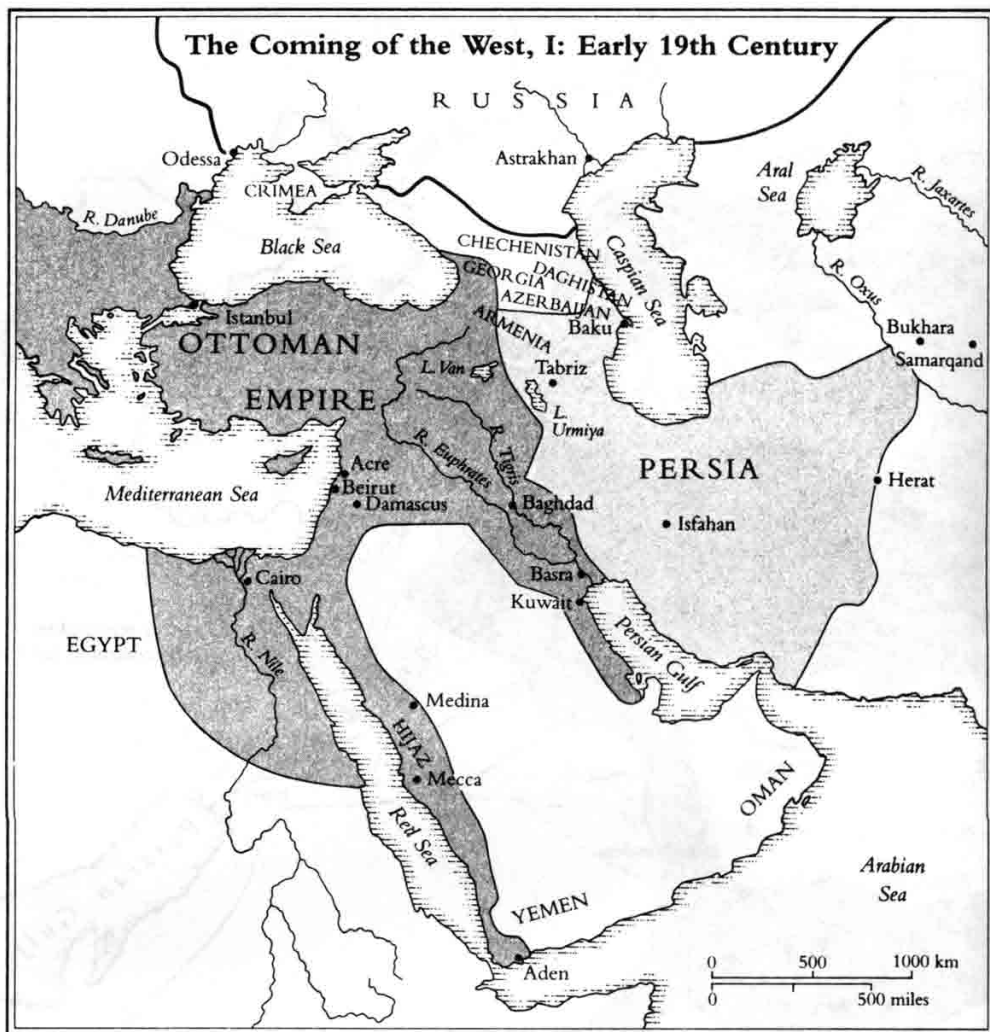 The Coming of the West, I: Early 19th Century
RUSSIA
Odessa
Astrakhan
Aral
Sea
R. Jaxartes
CRIMEA
R. Danube
Black Sea
CHECHENISTAN
DAGHISTAN
GEORGIA
AZERBAIJAN
Caspian Sea
R. Oxus
Istanbul
ARMENIA
Baku
Bukhara
Samarqand
OTTOMAN
EMPIRE
L. Van
Tabriz
L.
Urmiya
R. Tigris
R. Euphrates
PERSIA
Acre
Beirut
Damascus
Mediterranean Sea
Baghdad
Herat
Isfahan
Cairo
Basra
Kuwait
EGYPT
R. Nile
Persian Gulf
Medina
HIJAZ
Mecca
OMAN
Red Sea
Arabian
Sea
YEMEN
Aden
0 500 1000 km
0 500 miles